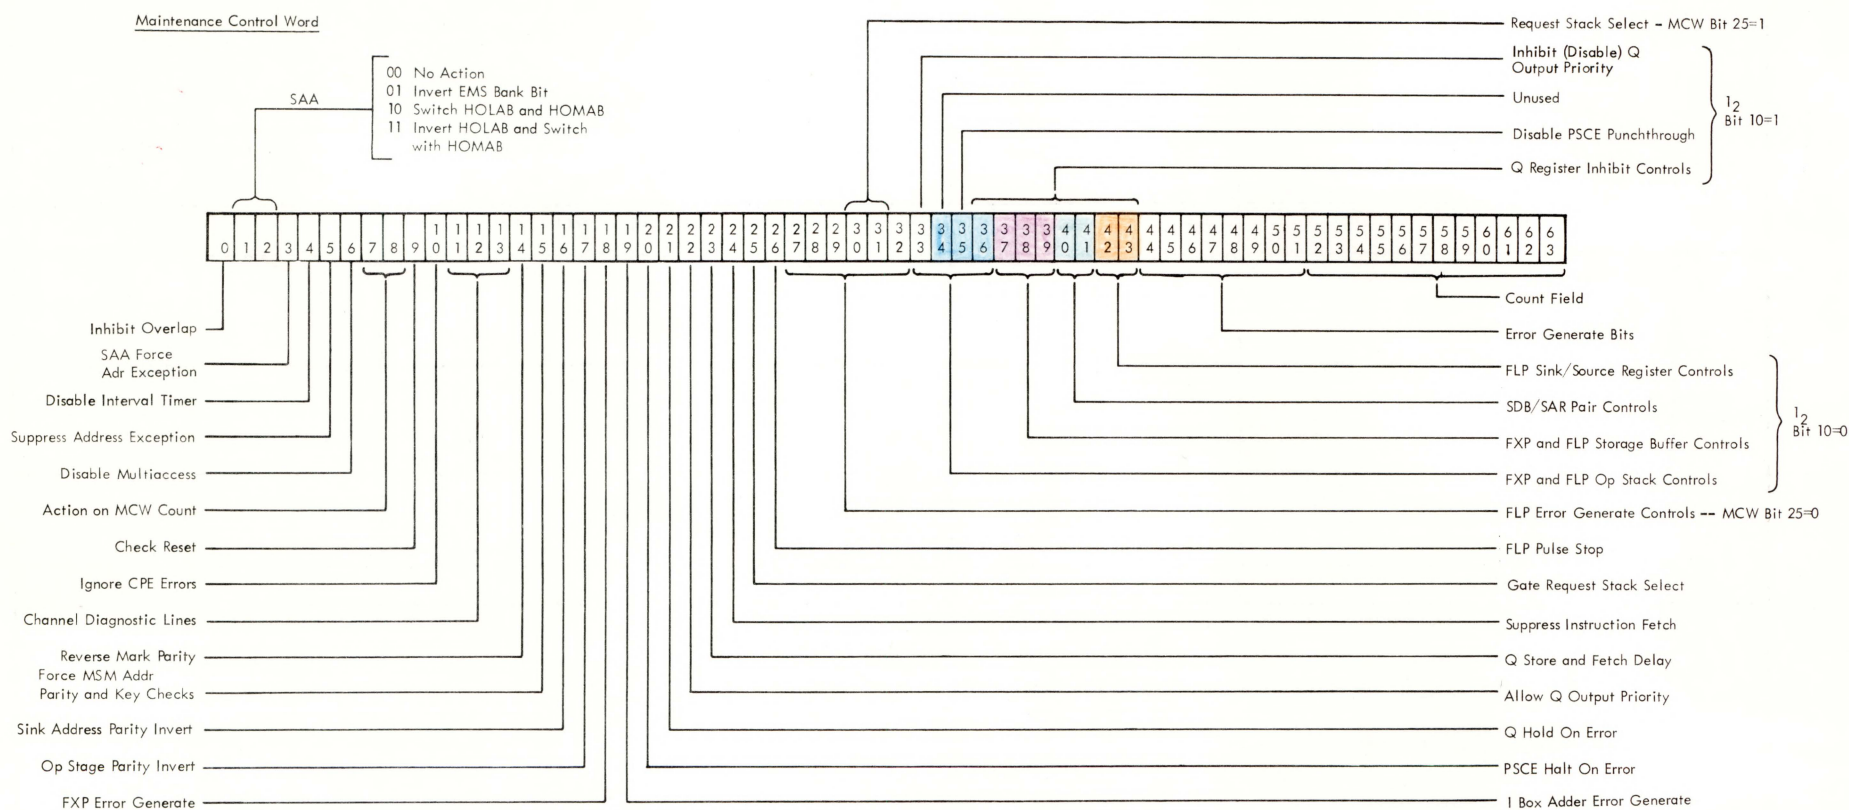 Maintenance Control Word
SAA
00 No Action
01 Invert EMS Bank Bit
10 Switch HOLAB and HOMAB
11 Invert HOLAB and Switch
with HOMAB
Request Stack Select - MCW Bit 25=1
Inhibit (Disable) Q
Output Priority
Unused
Disable PSCE Punchthrough
Q Register Inhibit Controls
12
Bit 10=1
0 1 2 3 4 5 6 7 8 9 10 11 12 13 14 15 16 17 18 19 20 21 22 23 24 25 26 27 28 29 30 31 32 33 34 35 36 37 38 39 40 41 42 43 44 45 46 47 48 49 50 51 52 53 54 55 56 57 58 59 60 61 62 63
Inhibit Overlap
SAA Force
Adr Exception
Disable Interval Timer
Suppress Address Exception
Disable Multiaccess
Action on MCW Count
Check Reset
Ignore CPE Errors
Channel Diagnostic Lines
Reverse Mark Parity
Force MSM Addr
Parity and Key Checks
Sink Address Parity Invert
Op Stage Parity Invert
FXP Error Generate
Count Field
Error Generate Bits
FLP Sink/Source Register Controls
SDB/SAR Pair Controls
FXP and FLP Storage Buffer Controls
FXP and FLP Op Stack Controls
12
Bit 10=0
FLP Error Generate Controls -- MCW Bit 25=0
FLP Pulse Stop
Gate Request Stack Select
Suppress Instruction Fetch
Q Store and Fetch Delay
Allow Q Output Priority
Q Hold On Error
PSCE Halt On Error
I Box Adder Error Generate